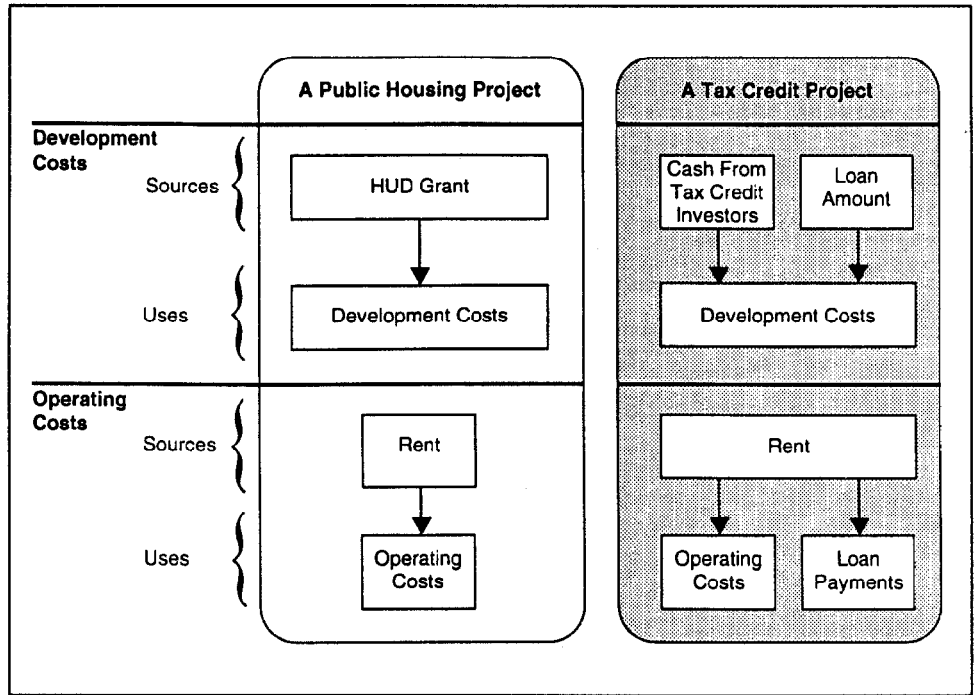 A Public Housing Project
A Tax Credit Project
Development
Costs
Sources
HUD Grant
Cash From
Tax Credit
Investors
Loan
Amount
Uses
Development Costs
Development Costs
Operating
Costs
Sources
Rent
Rent
Uses
Operating
Costs
Operating
Costs
Loan
Payments